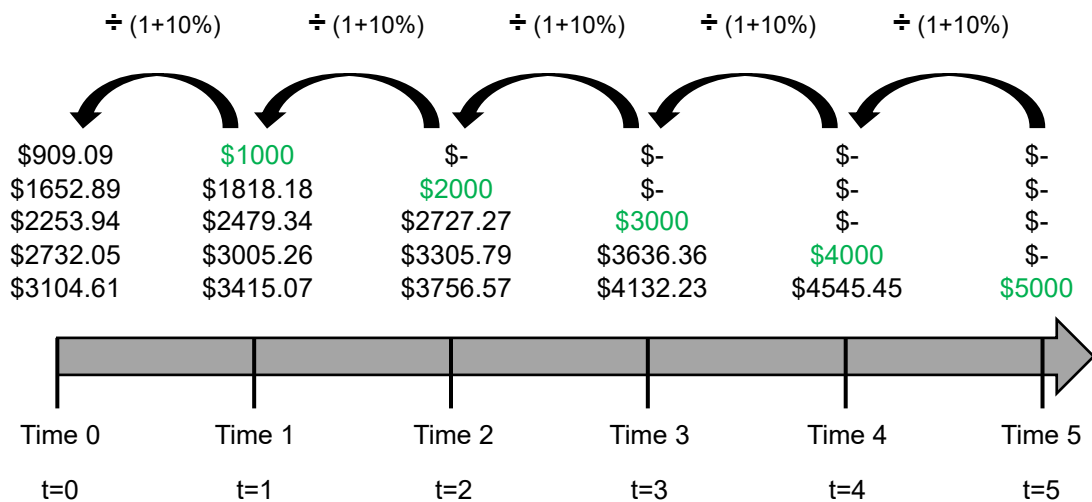 ÷ (1+10%) ÷ (1+10%) ÷ (1+10%) ÷ (1+10%) ÷ (1+10%)
$909.09 $1000 $- $- $- $-
$1652.89 $1818.18 $2000 $- $- $-
$2253.94 $2479.34 $2727.27 $3000 $- $-
$2732.05 $3005.26 $3305.79 $3636.36 $4000 $-
$3104.61 $3415.07 $3756.57 $4132.23 $4545.45 $5000
Time 0 Time 1 Time 2 Time 3 Time 4 Time 5
t=0 t=1 t=2 t=3 t=4 t=5